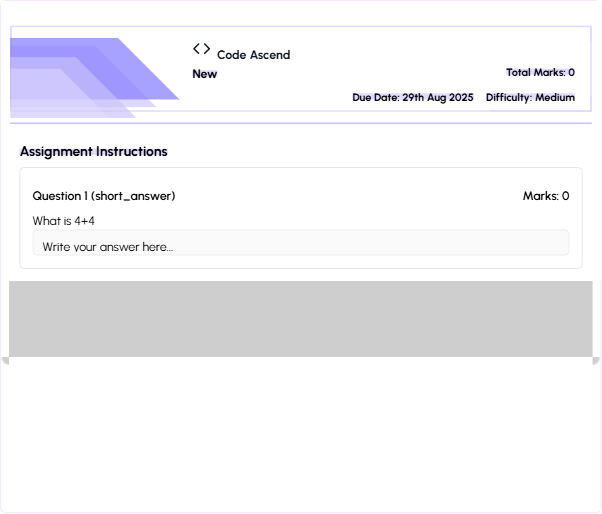 Code Ascend
New
Total Marks: 0
Due Date: 29th Aug 2025 Difficulty: Medium
Assignment Instructions
Question 1 (short_answer) Marks: 0
What is 4+4
Write your answer here...